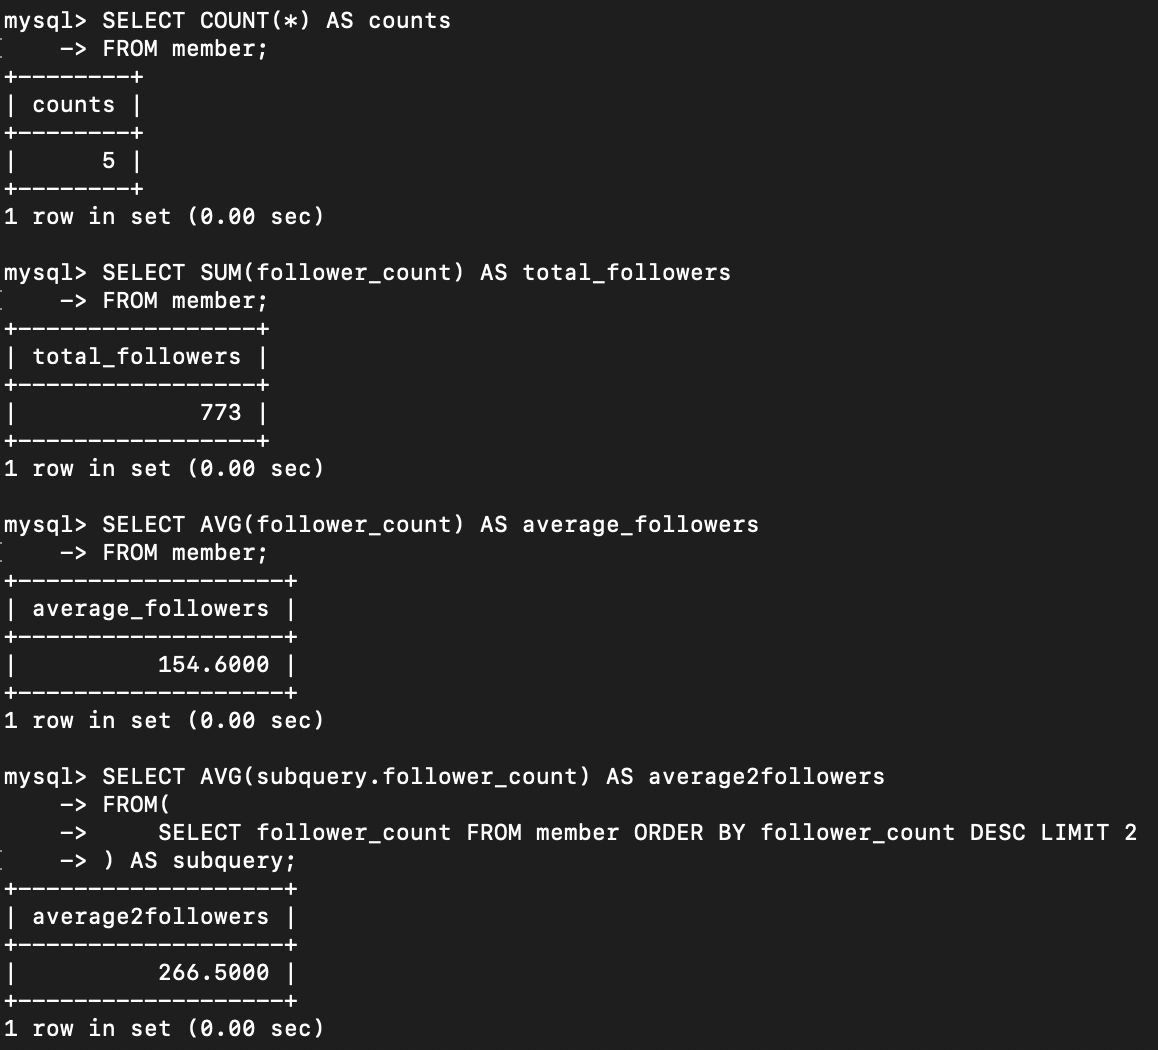 mysql> SELECT COUNT(*) AS counts
    -> FROM member;
+--------+
| counts |
+--------+
|      5 |
+--------+
1 row in set (0.00 sec)

mysql> SELECT SUM(follower_count) AS total_followers
    -> FROM member;
+-----------------+
| total_followers |
+-----------------+
|             773 |
+-----------------+
1 row in set (0.00 sec)

mysql> SELECT AVG(follower_count) AS average_followers
    -> FROM member;
+-------------------+
| average_followers |
+-------------------+
|          154.6000 |
+-------------------+
1 row in set (0.00 sec)

mysql> SELECT AVG(subquery.follower_count) AS average2followers
    -> FROM(
    ->     SELECT follower_count FROM member ORDER BY follower_count DESC LIMIT 2
    -> ) AS subquery;
+-------------------+
| average2followers |
+-------------------+
|          266.5000 |
+-------------------+
1 row in set (0.00 sec)